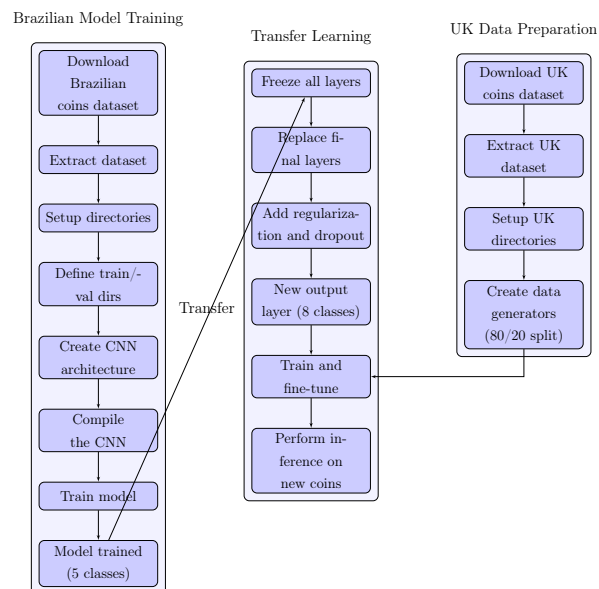 Brazilian Model Training
Download
Brazilian
coins dataset
Extract dataset
Setup directories
Define train/-
val dirs
Create CNN
architecture
Compile
the CNN
Train model
Model trained
(5 classes)
Transfer
Transfer Learning
Freeze all layers
Replace fi-
nal layers
Add regulariza-
tion and dropout
New output
layer (8 classes)
Train and
fine-tune
Perform in-
ference on
new coins
UK Data Preparation
Download UK
coins dataset
Extract UK
dataset
Setup UK
directories
Create data
generators
(80/20 split)